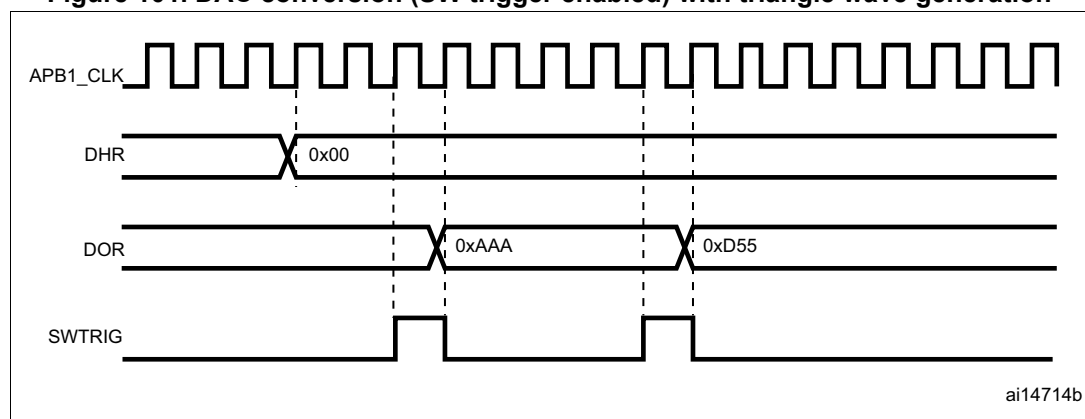 Figure 101. DAC conversion (SW trigger enabled) with triangle wave generation
APB1_CLK
DHR
0x00
DOR
0xAAA
0xD55
SWTRIG
ai14714b